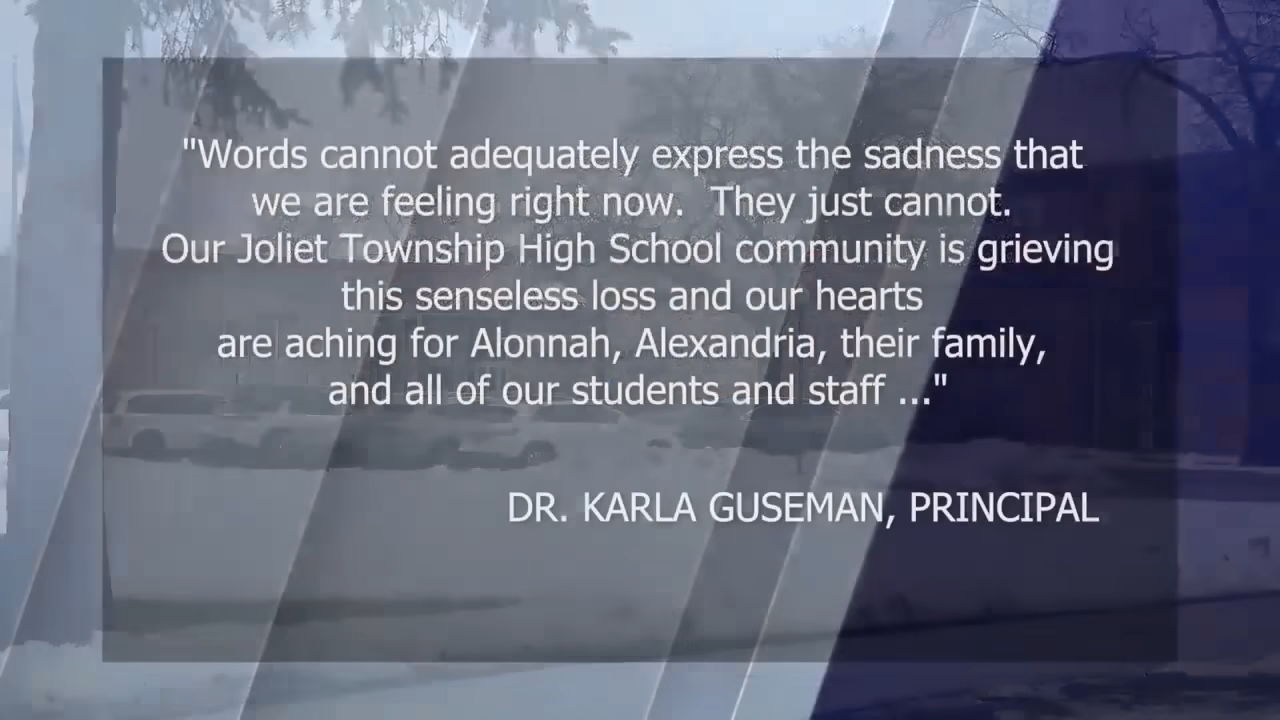 "Words cannot adequately express the sadness that
we are feeling right now.  They just cannot.
Our Joliet Township High School community is grieving
this senseless loss and our hearts
are aching for Alonnah, Alexandria, their family,
and all of our students and staff ..."
DR. KARLA GUSEMAN, PRINCIPAL